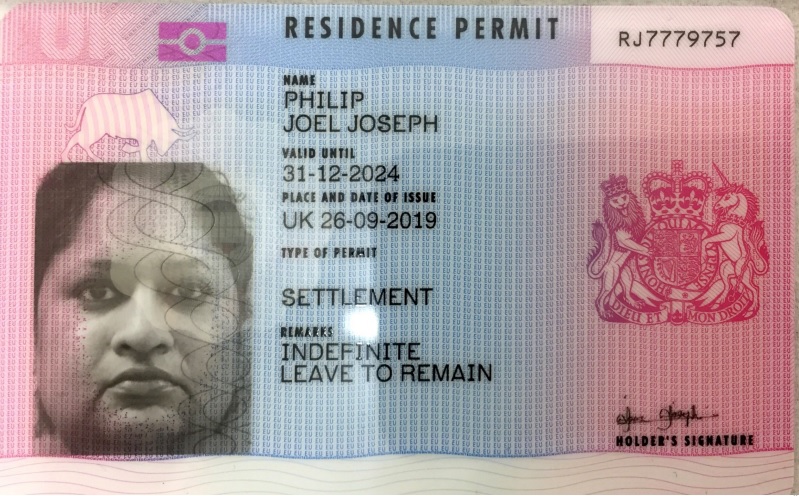 UK
RESIDENCE PERMIT
RJ7779757
NAME
PHILIP
JOEL JOSEPH
VALID UNTIL
31-12-2024
PLACE AND DATE OF ISSUE
UK 26-09-2019
TYPE OF PERMIT
SETTLEMENT
REMARKS
INDEFINITE
LEAVE TO REMAIN
DIEU ET MON DROIT
HOLDER'S SIGNATURE